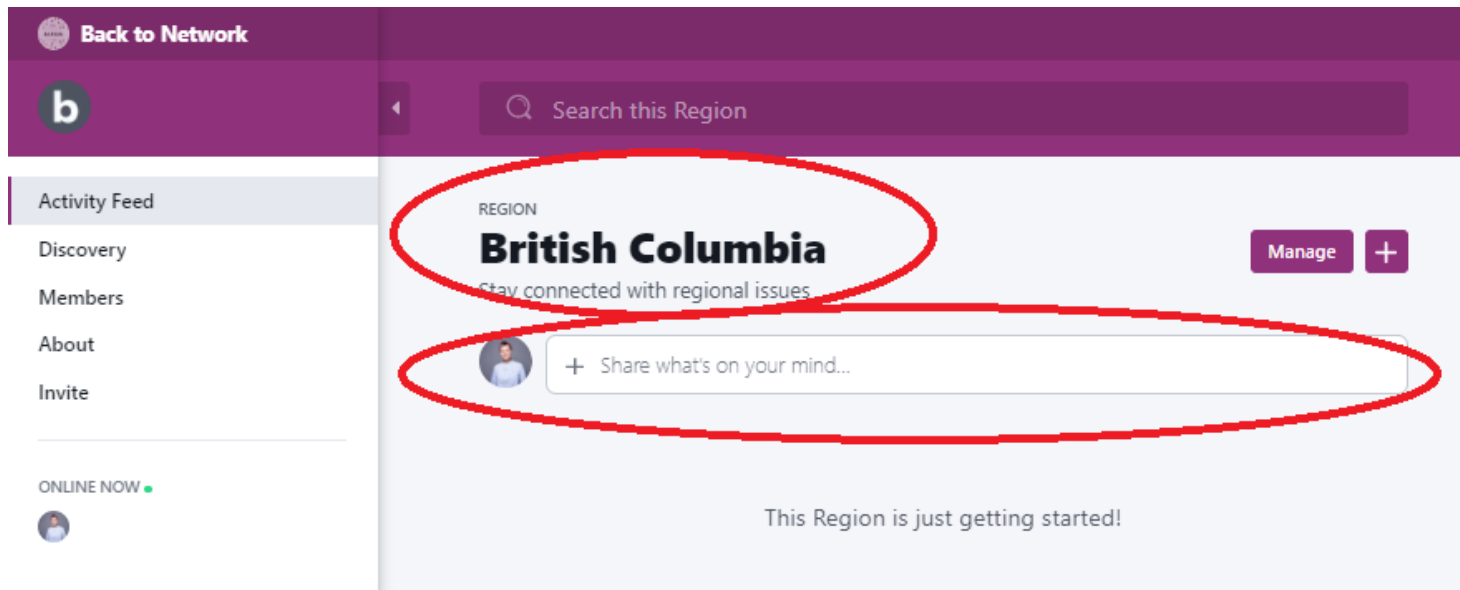 Back to Network
b
Search this Region
Activity Feed
Discovery
Members
About
Invite
ONLINE NOW
REGION
British Columbia
Stay connected with regional issues
Manage
+
+ Share what's on your mind...
This Region is just getting started!